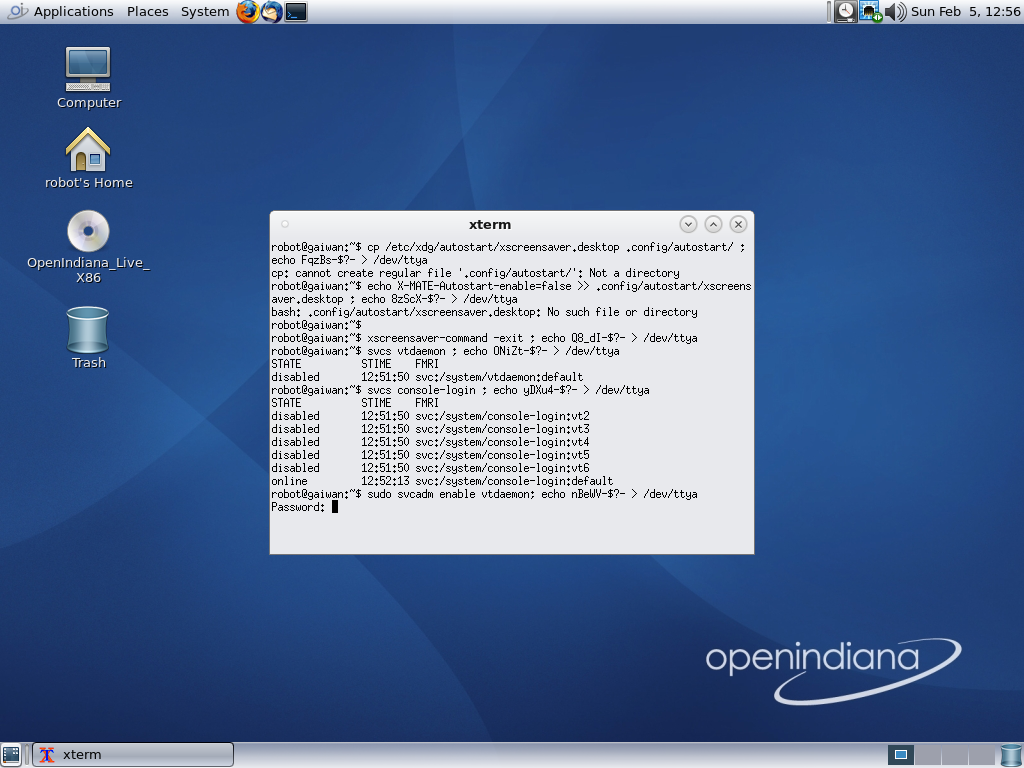 Applications Places System Sun Feb 5, 12:56
Computer
robot's Home
OpenIndiana_Live_
X86
Trash
xterm
robot@gaiwan:~$ cp /etc/xdg/autostart/xscreensaver.desktop .config/autostart/ ;
echo FqzBs-$?- > /dev/ttya
cp: cannot create regular file '.config/autostart/': Not a directory
robot@gaiwan:~$ echo X-MATE-Autostart-enable=false >> .config/autostart/xscreens
aver.desktop ; echo 8zScX-$?- > /dev/ttya
bash: .config/autostart/xscreensaver.desktop: No such file or directory
robot@gaiwan:~$
robot@gaiwan:~$ xscreensaver-command -exit ; echo Q8_dI-$?- > /dev/ttya
robot@gaiwan:~$ svcs vtdaemon ; echo ONiZt-$?- > /dev/ttya
STATE STIME FMRI
disabled 12:51:50 svc:/system/vtdaemon:default
robot@gaiwan:~$ svcs console-login ; echo yDXu4-$?- > /dev/ttya
STATE STIME FMRI
disabled 12:51:50 svc:/system/console-login:vt2
disabled 12:51:50 svc:/system/console-login:vt3
disabled 12:51:50 svc:/system/console-login:vt4
disabled 12:51:50 svc:/system/console-login:vt5
disabled 12:51:50 svc:/system/console-login:vt6
online 12:52:13 svc:/system/console-login:default
robot@gaiwan:~$ sudo svcadm enable vtdaemon; echo nBeWV-$?- > /dev/ttya
Password:
openindiana
xterm